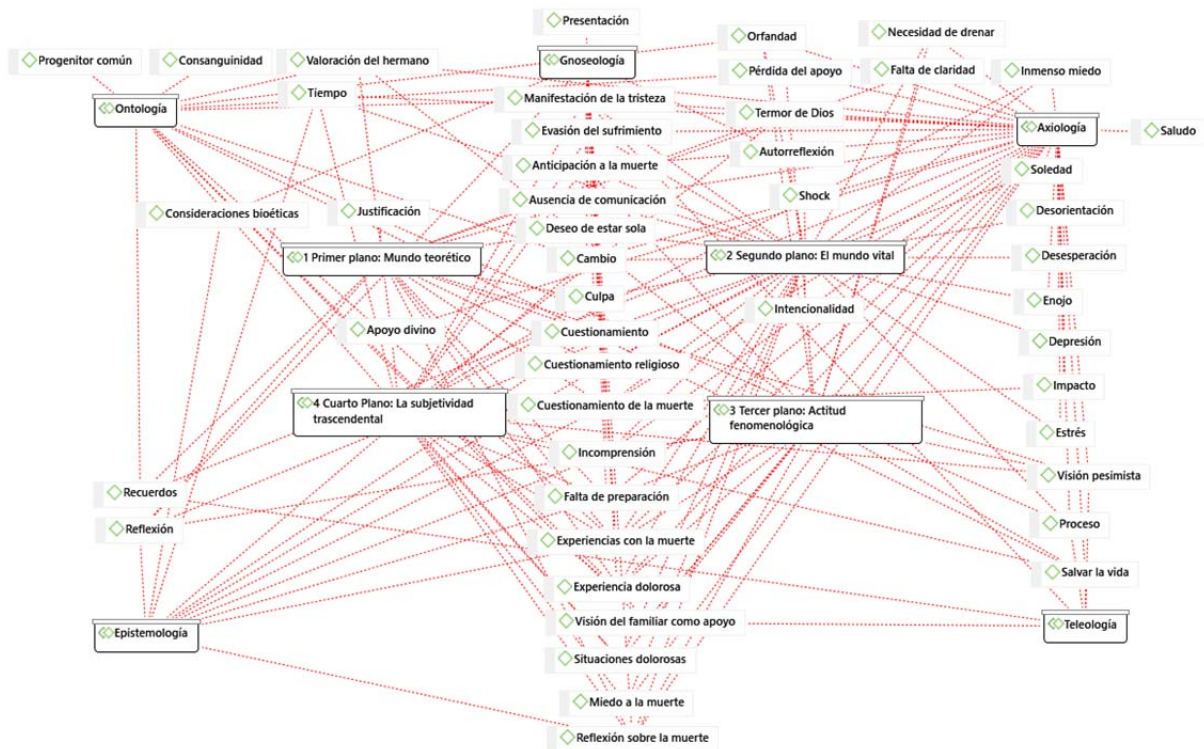 Presentación
Orfandad
Necesidad de drenar
Progenitor común
Consanguinidad
Valoración del hermano
Gnoseología
Pérdida del apoyo
Falta de claridad
Inmenso miedo
Tiempo
Manifestación de la tristeza
Ontología
Termor de Dios
Axiología
Saludo
Evasión del sufrimiento
Autorreflexión
Anticipación a la muerte
Soledad
Ausencia de comunicación
Shock
Consideraciones bioéticas
Justificación
Desorientación
Deseo de estar sola
1 Primer plano: Mundo teorético
Cambio
2 Segundo plano: El mundo vital
Desesperación
Culpa
Intencionalidad
Enojo
Apoyo divino
Cuestionamiento
Depresión
Cuestionamiento religioso
Impacto
4 Cuarto Plano: La subjetividad
trascendental
Cuestionamiento de la muerte
3 Tercer plano: Actitud
fenomenológica
Estrés
Incomprensión
Visión pesimista
Recuerdos
Falta de preparación
Reflexión
Proceso
Experiencias con la muerte
Salvar la vida
Experiencia dolorosa
Visión del familiar como apoyo
Epistemología
Teleología
Situaciones dolorosas
Miedo a la muerte
Reflexión sobre la muerte